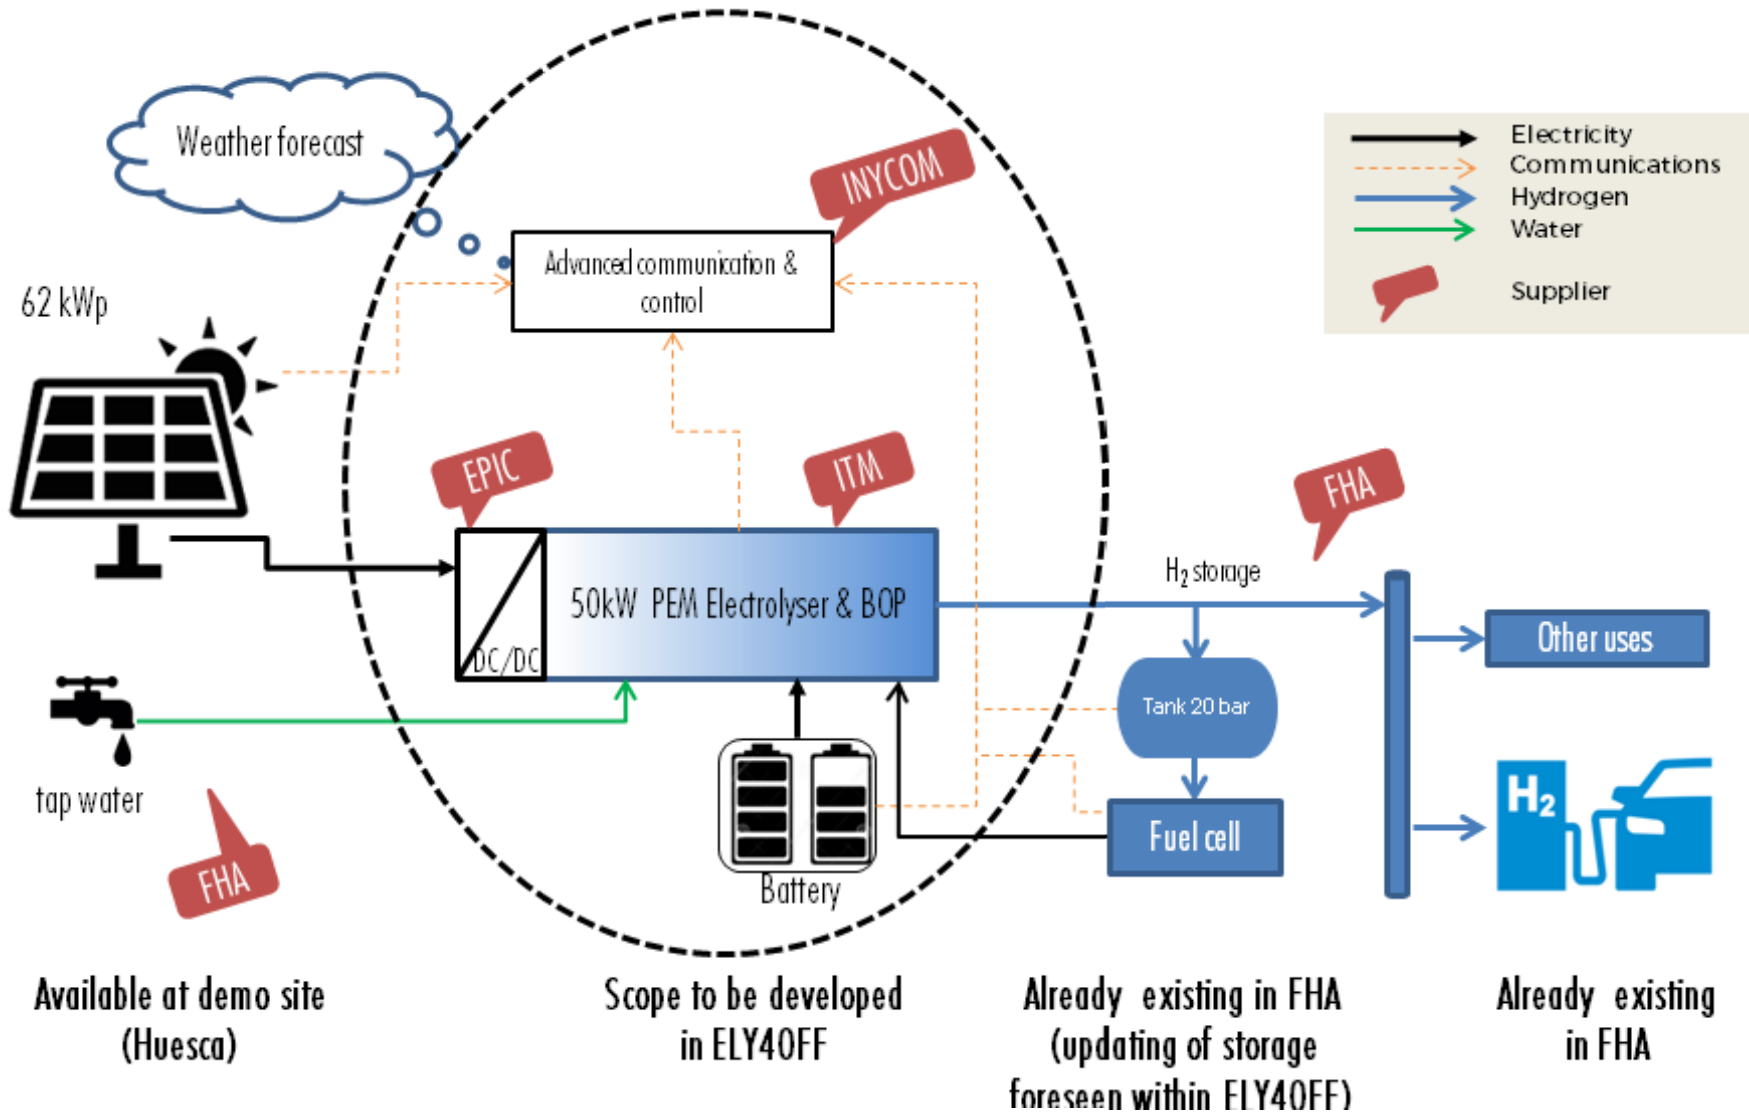 Weather forecast
INYCOM
Electricity
Communications
Hydrogen
Water
Supplier
Advanced communication &
control
62 kWp
EPIC
ITM
FHA
H₂ storage
50kW PEM Electrolyser & BOP
DC/DC
Other uses
Tank 20 bar
tap water
H₂
Fuel cell
FHA
Battery
Available at demo site
(Huesca)
Scope to be developed
in ELY4OFF
Already existing in FHA
(updating of storage
foreseen within ELY4OFF)
Already existing
in FHA